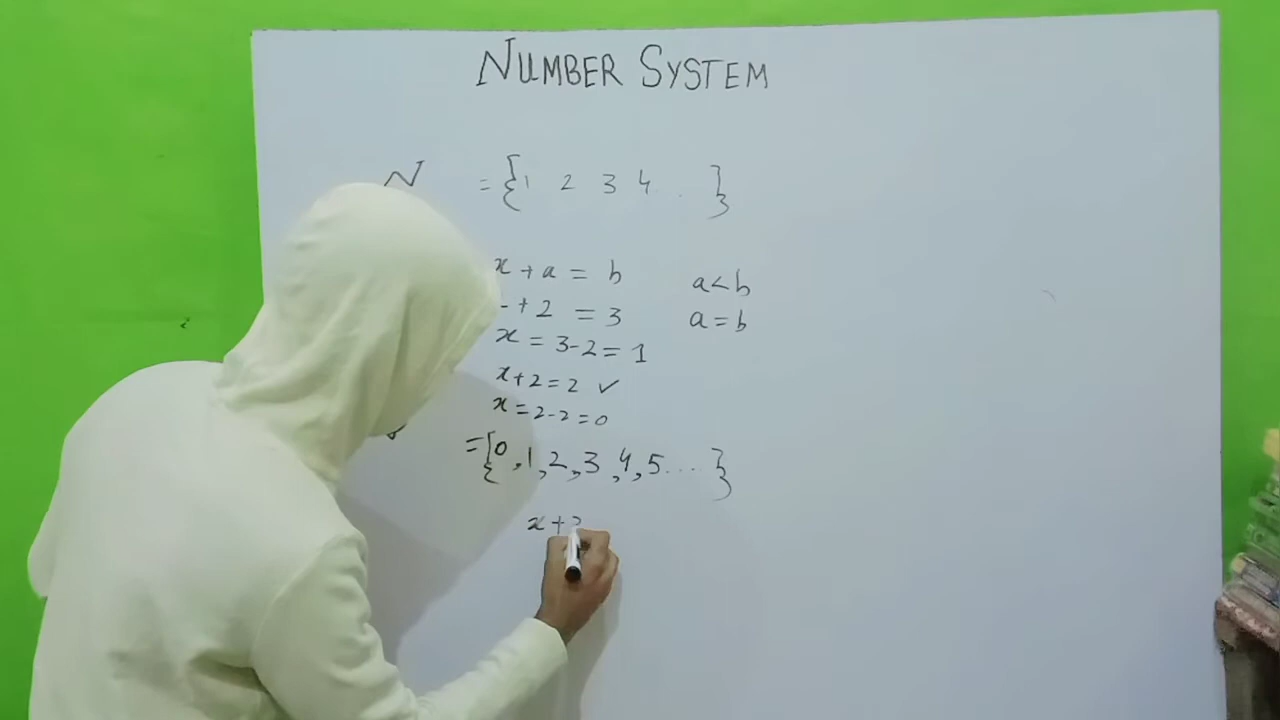 NUMBER SYSTEM
N = {1 2 3 4 . . . }
x + a = b a < b
+ 2 = 3 a = b
x = 3 - 2 = 1
x + 2 = 2 ✓
x = 2 - 2 = 0
= {0, 1, 2, 3, 4, 5 . . . . }
x +